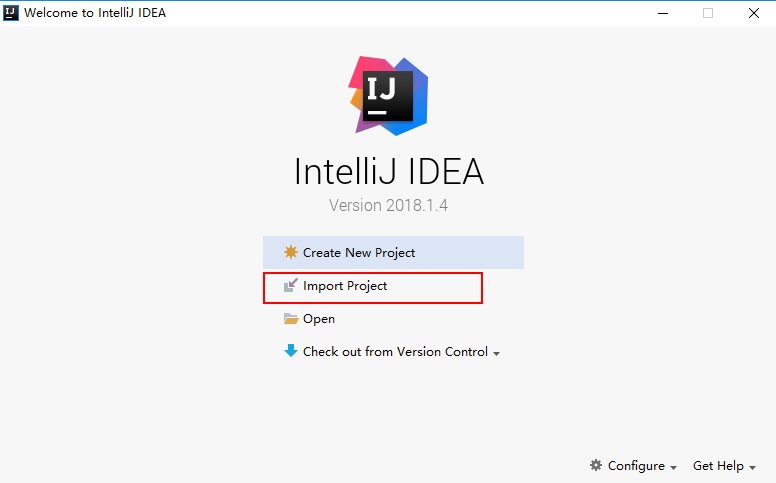 IJ Welcome to IntelliJ IDEA
IJ
IntelliJ IDEA
Version 2018.1.4
Create New Project
Import Project
Open
Check out from Version Control
Configure Get Help